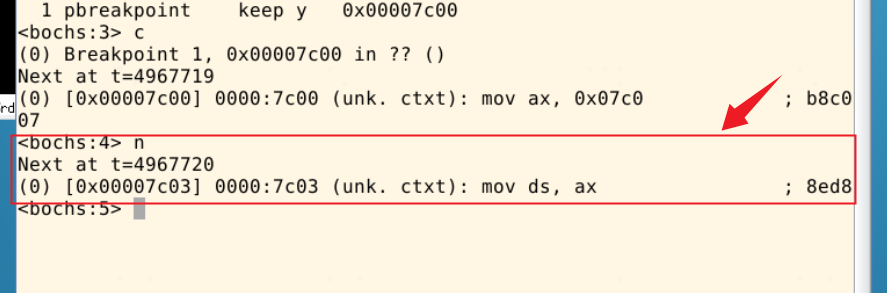 1 pbreakpoint    keep y   0x00007c00
<bochs:3> c
(0) Breakpoint 1, 0x00007c00 in ?? ()
Next at t=4967719
(0) [0x00007c00] 0000:7c00 (unk. ctxt): mov ax, 0x07c0            ; b8c0
07
<bochs:4> n
Next at t=4967720
(0) [0x00007c03] 0000:7c03 (unk. ctxt): mov ds, ax                ; 8ed8
<bochs:5>
rd